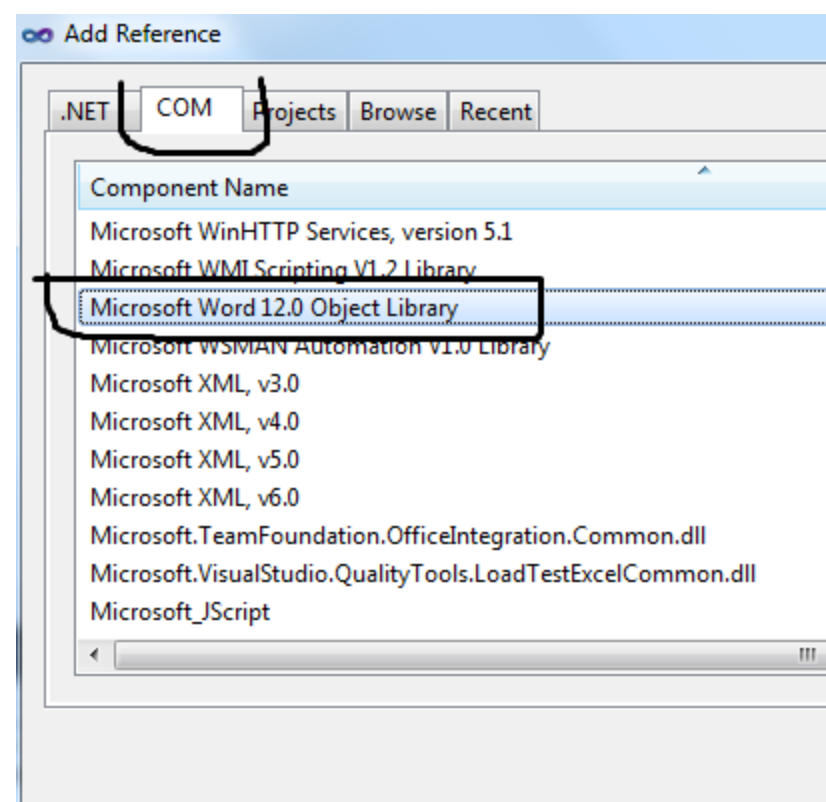 Add Reference
.NET COM Projects Browse Recent
Component Name
Microsoft WinHTTP Services, version 5.1
Microsoft WMI Scripting V1.2 Library
Microsoft Word 12.0 Object Library
Microsoft WSMAN Automation V1.0 Library
Microsoft XML, v3.0
Microsoft XML, v4.0
Microsoft XML, v5.0
Microsoft XML, v6.0
Microsoft.TeamFoundation.OfficeIntegration.Common.dll
Microsoft.VisualStudio.QualityTools.LoadTestExcelCommon.dll
Microsoft_JScript